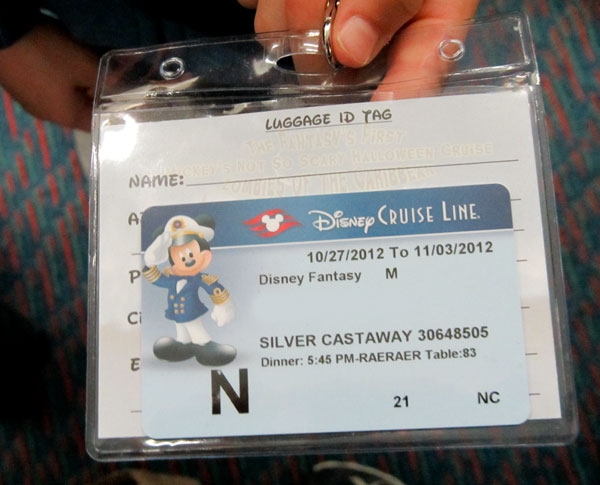 LUGGAGE ID TAG
THE FANTASY'S FIRST
MICKEY'S NOT SO SCARY HALLOWEEN CRUISE
ZOMBIES OF THE CARIBBEAN
NAME:
A
P
Ci
E
DISNEY CRUISE LINE.
10/27/2012 To 11/03/2012
Disney Fantasy M
SILVER CASTAWAY 30648505
Dinner: 5:45 PM-RAERAER Table:83
N
21 NC